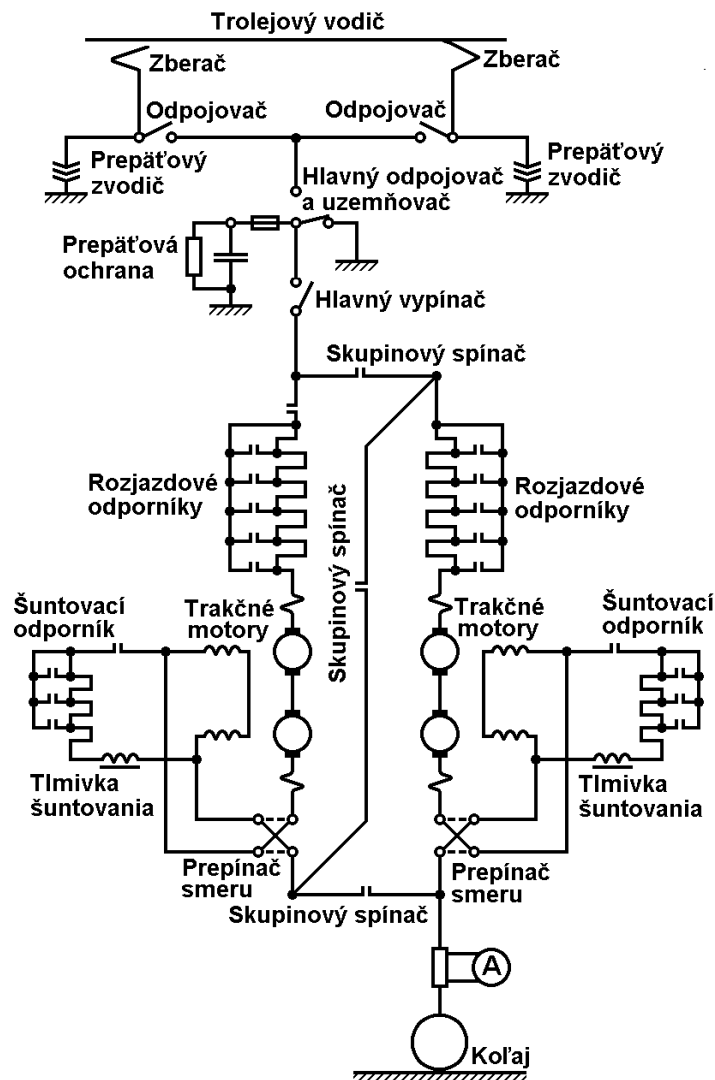 Trolejový vodič
Zberač
Zberač
Odpojovač
Odpojovač
Prepäťový
zvodič
Prepäťový
zvodič
Hlavný odpojovač
a uzemňovač
Prepäťová
ochrana
Hlavný vypínač
Skupinový spínač
Rozjazdové
odporníky
Skupinový spínač
Rozjazdové
odporníky
Šuntovací
odporník
Trakčné
motory
Trakčné
motory
Šuntovací
odporník
Tlmivka
šuntovania
Tlmivka
šuntovania
Prepínač
smeru
Prepínač
smeru
Skupinový spínač
A
Koľaj